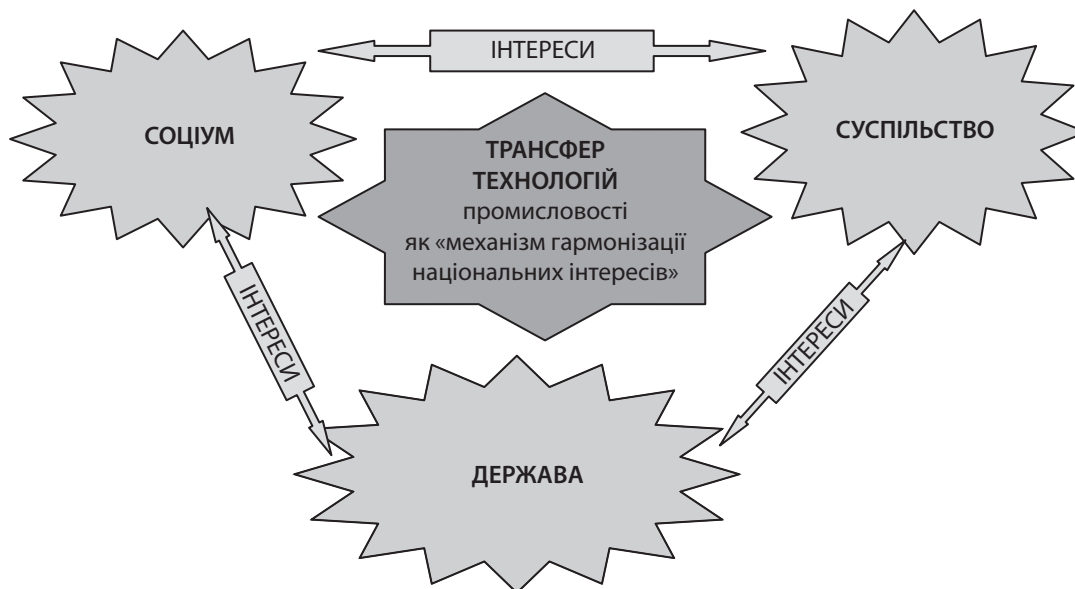 ІНТЕРЕСИ
СОЦІУМ
СУСПІЛЬСТВО
ТРАНСФЕР
ТЕХНОЛОГІЙ
промисловості
як «механізм гармонізації
національних інтересів»
ІНТЕРЕСИ
ІНТЕРЕСИ
ДЕРЖАВА